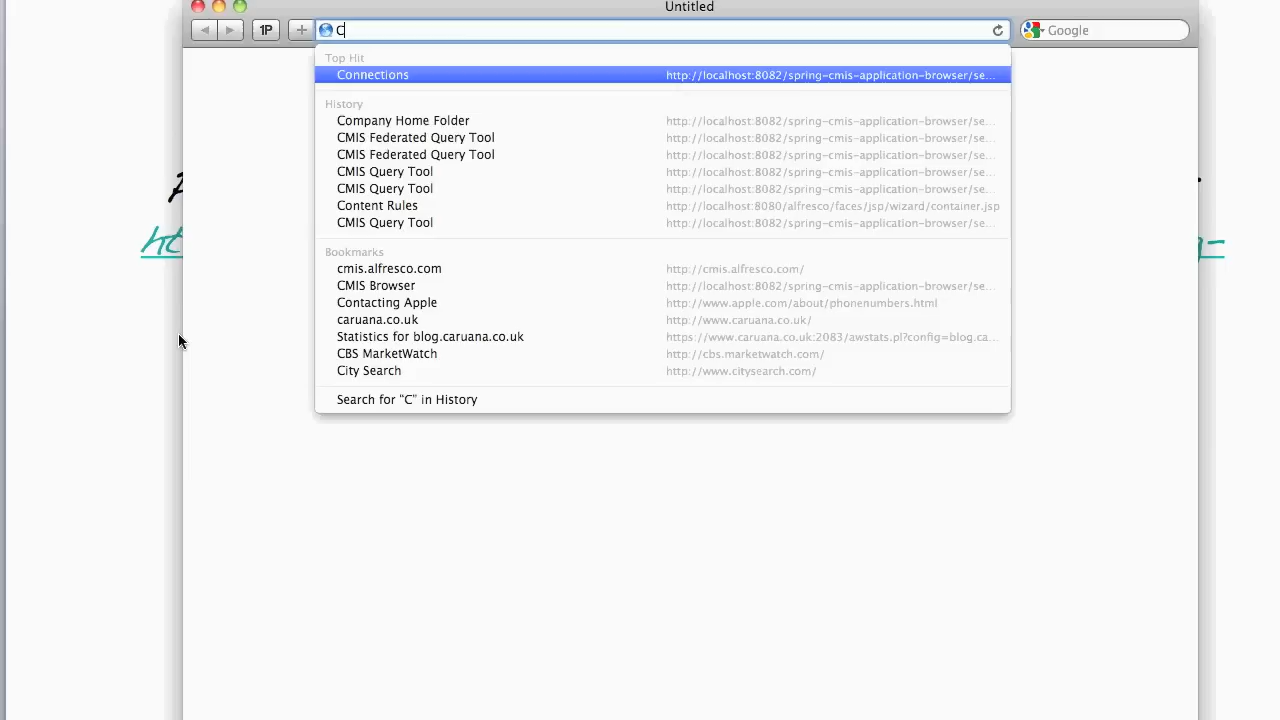 Untitled
1P
C
Google
Top Hit
Connections http://localhost:8082/spring-cmis-application-browser/se...
History
Company Home Folder http://localhost:8082/spring-cmis-application-browser/se...
CMIS Federated Query Tool http://localhost:8082/spring-cmis-application-browser/se...
CMIS Federated Query Tool http://localhost:8082/spring-cmis-application-browser/se...
CMIS Query Tool http://localhost:8082/spring-cmis-application-browser/se...
CMIS Query Tool http://localhost:8082/spring-cmis-application-browser/se...
Content Rules http://localhost:8080/alfresco/faces/jsp/wizard/container.jsp
CMIS Query Tool http://localhost:8082/spring-cmis-application-browser/se...
Bookmarks
cmis.alfresco.com http://cmis.alfresco.com/
CMIS Browser http://localhost:8082/spring-cmis-application-browser/se...
Contacting Apple http://www.apple.com/about/phonenumbers.html
caruana.co.uk http://www.caruana.co.uk/
Statistics for blog.caruana.co.uk https://www.caruana.co.uk:2083/awstats.pl?config=blog.ca...
CBS MarketWatch http://cbs.marketwatch.com/
City Search http://www.citysearch.com/
Search for "C" in History